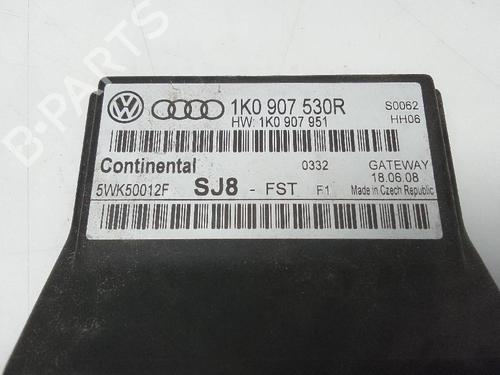 1K0 907 530R S0062
HW: 1K0 907 951 HH06
Continental 0332 GATEWAY
18.06.08
5WK50012F SJ8 - FST F1 Made in Czech Republic
B-PARTS